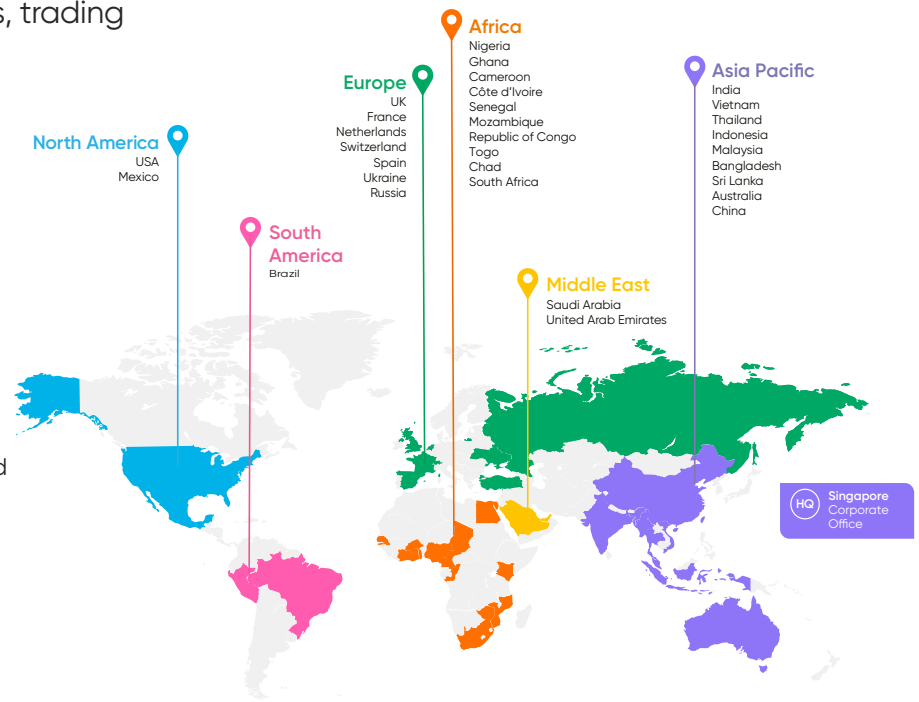 s, trading
Africa
Nigeria
Ghana
Cameroon
Côte d'Ivoire
Senegal
Mozambique
Republic of Congo
Togo
Chad
South Africa
Europe
UK
France
Netherlands
Switzerland
Spain
Ukraine
Russia
Asia Pacific
India
Vietnam
Thailand
Indonesia
Malaysia
Bangladesh
Sri Lanka
Australia
China
North America
USA
Mexico
South
America
Brazil
Middle East
Saudi Arabia
United Arab Emirates
d
HQ
Singapore
Corporate
Office